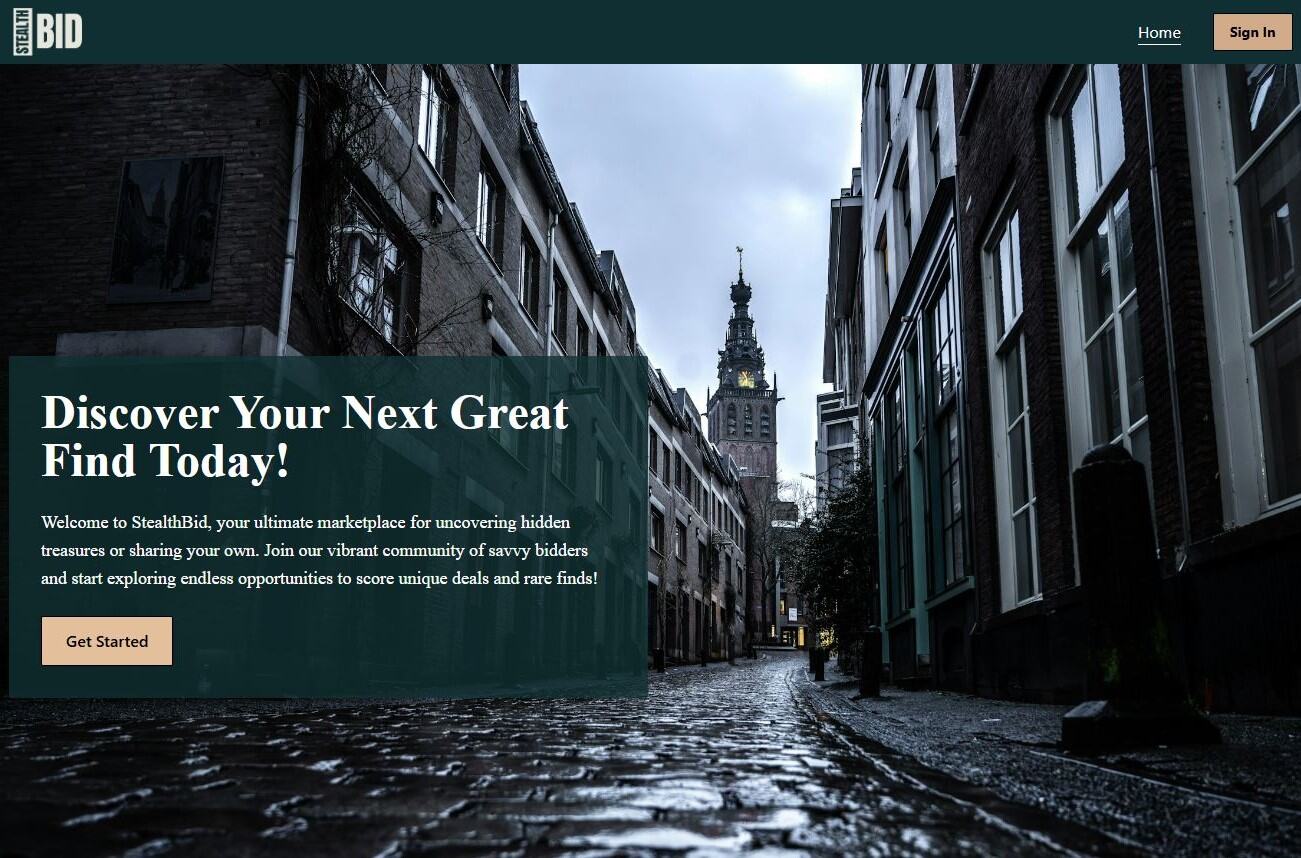 STEALTH BID
Home
Sign In
Discover Your Next Great
Find Today!
Welcome to StealthBid, your ultimate marketplace for uncovering hidden
treasures or sharing your own. Join our vibrant community of savvy bidders
and start exploring endless opportunities to score unique deals and rare finds!
Get Started